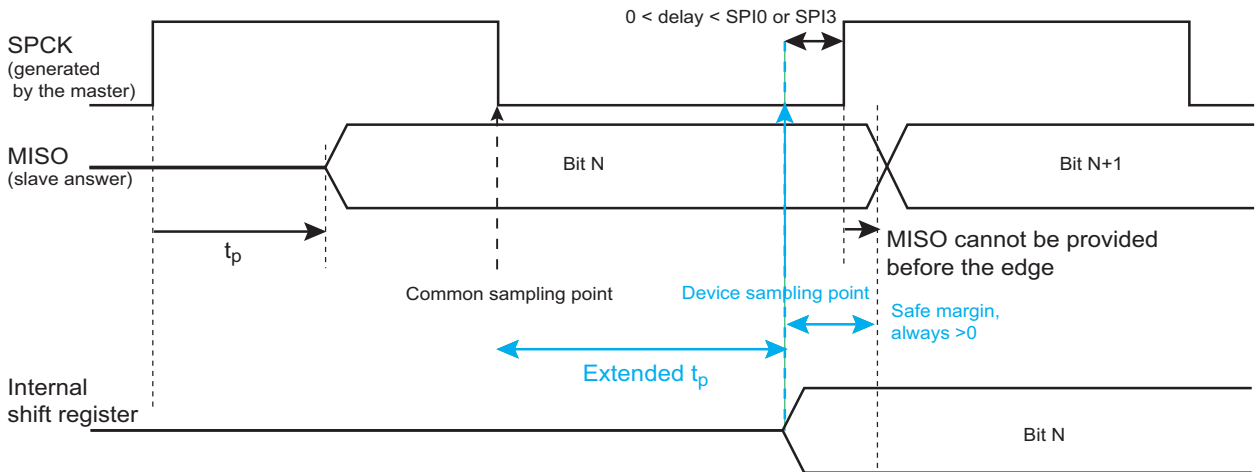 0 < delay < SPI0 or SPI3
SPCK
(generated
by the master)
MISO
(slave answer)
Bit N
Bit N+1
tp
MISO cannot be provided
before the edge
Common sampling point
Device sampling point
Safe margin,
always >0
Extended tp
Internal
shift register
Bit N